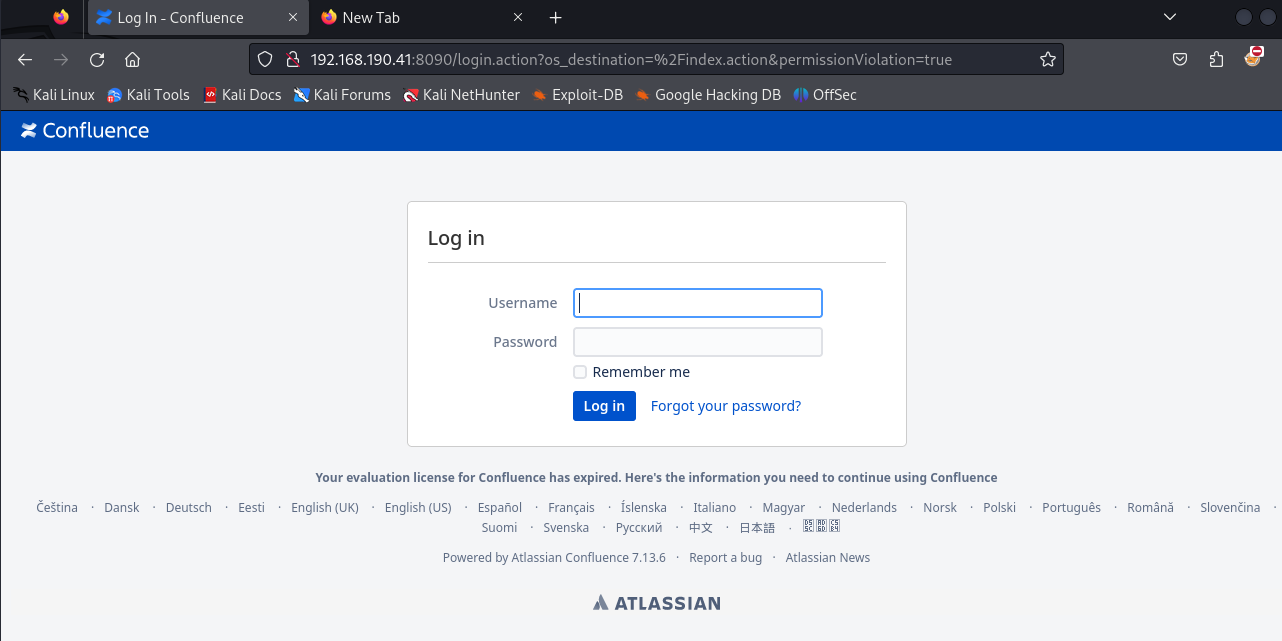 Log In - Confluence
New Tab
192.168.190.41:8090/login.action?os_destination=%2Findex.action&permissionViolation=true
Kali Linux Kali Tools Kali Docs Kali Forums Kali NetHunter Exploit-DB Google Hacking DB OffSec
Confluence
Log in
Username
Password
Remember me
Log in Forgot your password?
Your evaluation license for Confluence has expired. Here's the information you need to continue using Confluence
Čeština · Dansk · Deutsch · Eesti · English (UK) · English (US) · Español · Français · Íslenska · Italiano · Magyar · Nederlands · Norsk · Polski · Português · Română · Slovenčina ·
Suomi · Svenska · Русский · 中文 · 日本語 ·
Powered by Atlassian Confluence 7.13.6 · Report a bug · Atlassian News
ATLASSIAN